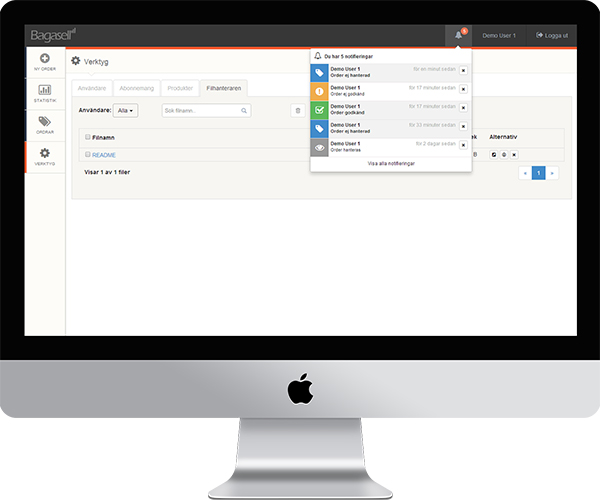 Bagasell
5
Demo User 1
Logga ut
NY ORDER
STATISTIK
ORDRAR
VERKTYG
Verktyg
Användare
Abonnemang
Produkter
Filhanteraren
Användare:
Alla
Sök filnamn..
Filnamn
Alternativ
README
Visar 1 av 1 filer
« 1 »
Du har 5 notifieringar
Demo User 1 för en minut sedan
Order ej hanterad
Demo User 1 för 17 minuter sedan
Order ej godkänd
Demo User 1 för 17 minuter sedan
Order godkänd
Demo User 1 för 33 minuter sedan
Order ej hanterad
Demo User 1 för 2 dagar sedan
Order hanteras
Visa alla notifieringar